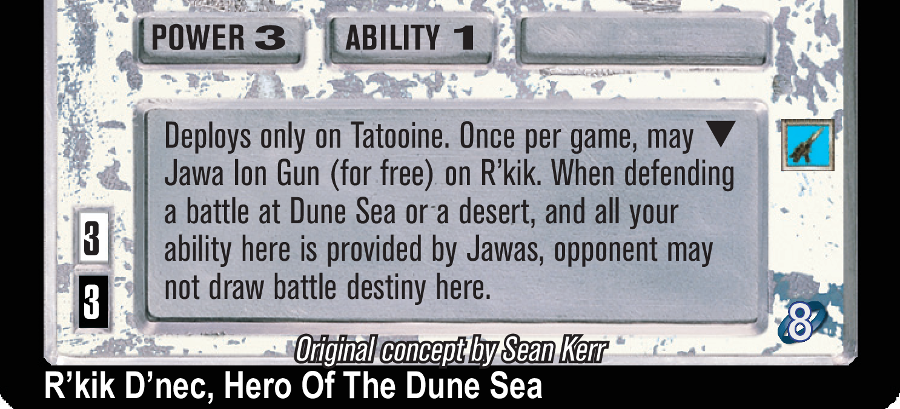 POWER 3 ABILITY 1
Deploys only on Tatooine. Once per game, may ▼
Jawa Ion Gun (for free) on R'kik. When defending
a battle at Dune Sea or a desert, and all your
ability here is provided by Jawas, opponent may
not draw battle destiny here.
3
3
8
Original concept by Sean Kerr
R'kik D'nec, Hero Of The Dune Sea